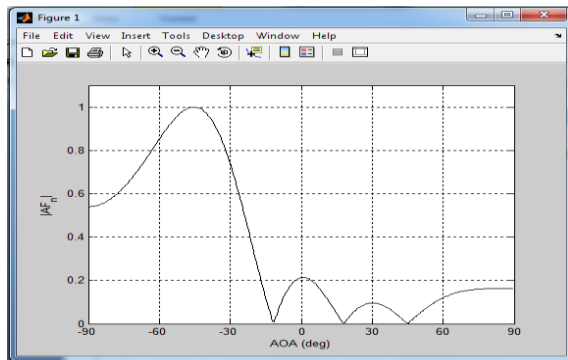 Figure 1
File Edit View Insert Tools Desktop Window Help
1
0.8
0.6
0.4
0.2
0
|AFn|
-90 -60 -30 0 30 60 90
AOA (deg)